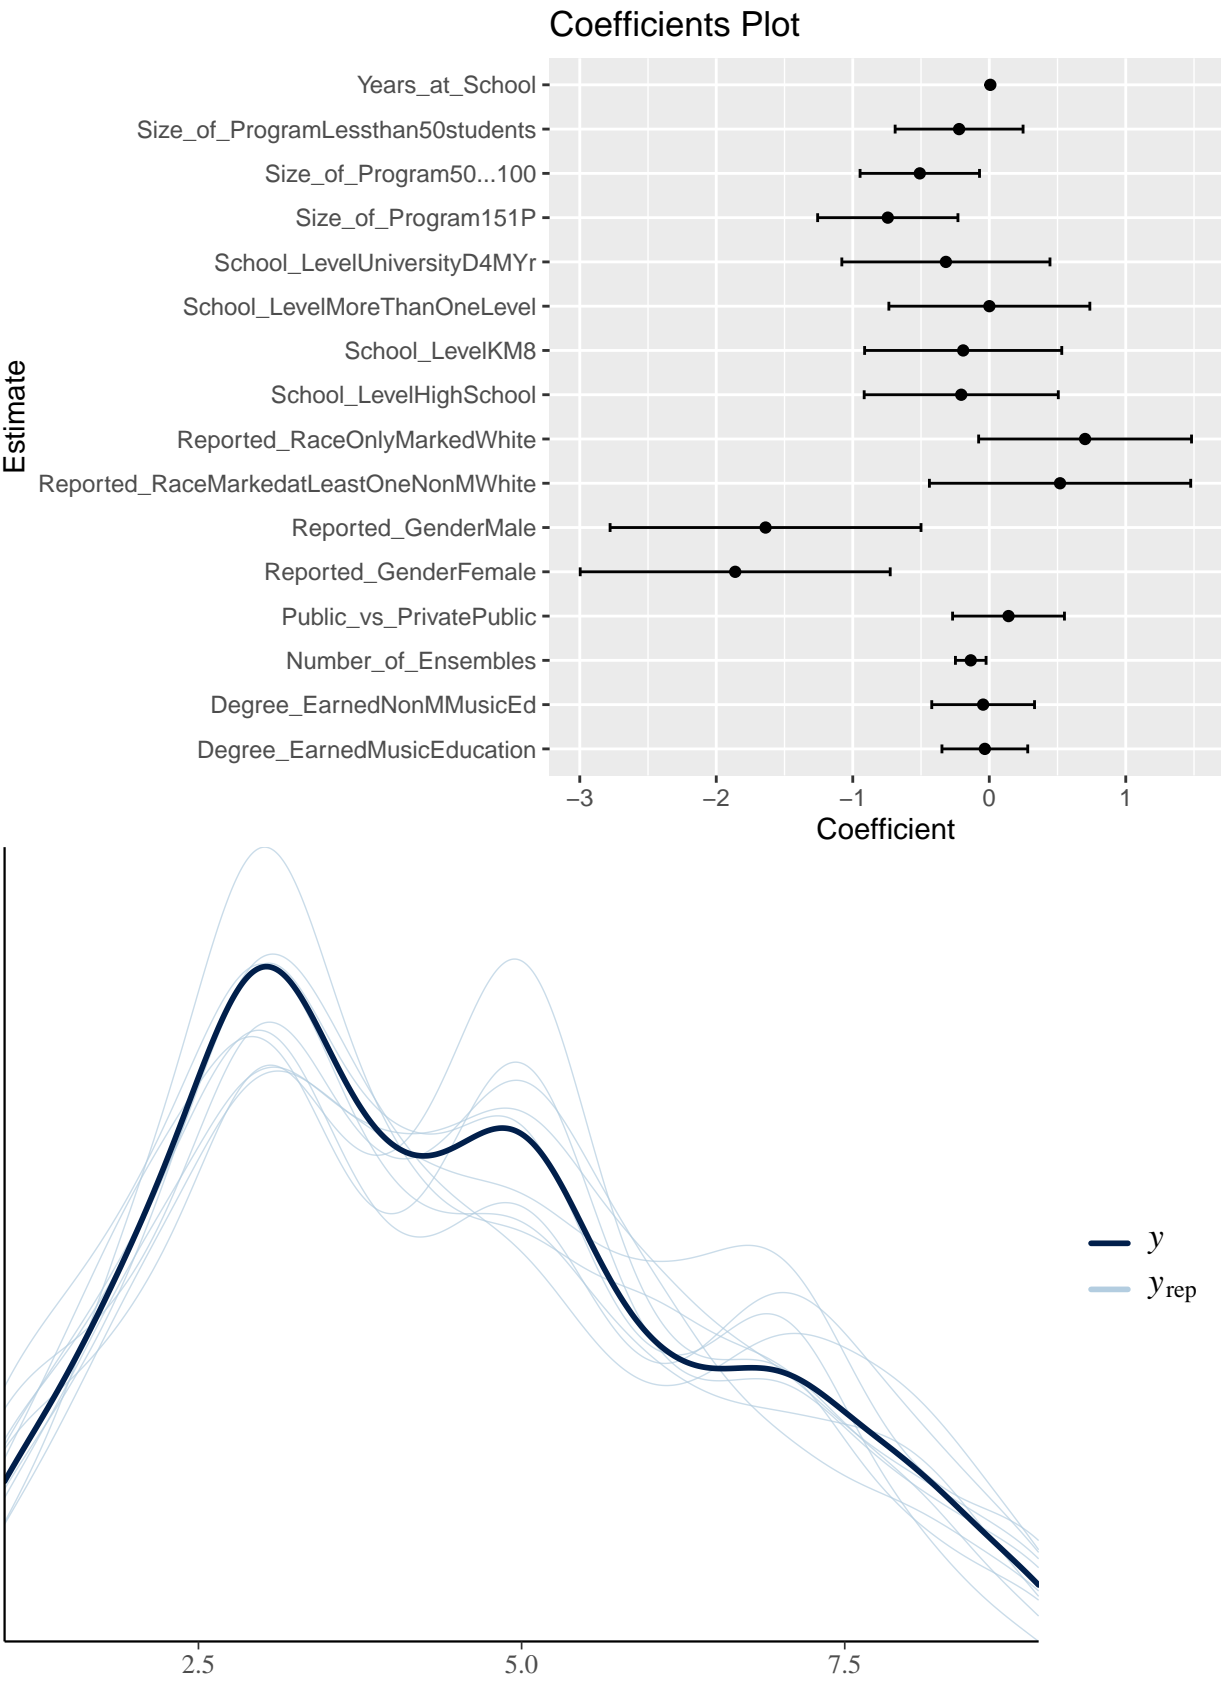 Coefficients Plot
Estimate
Years_at_School
Size_of_ProgramLessthan50students
Size_of_Program50...100
Size_of_Program151P
School_LevelUniversityD4MYr
School_LevelMoreThanOneLevel
School_LevelKM8
School_LevelHighSchool
Reported_RaceOnlyMarkedWhite
Reported_RaceMarkedatLeastOneNonMWhite
Reported_GenderMale
Reported_GenderFemale
Public_vs_PrivatePublic
Number_of_Ensembles
Degree_EarnedNonMMusicEd
Degree_EarnedMusicEducation
−3 −2 −1 0 1
Coefficient
y
yrep
2.5 5.0 7.5